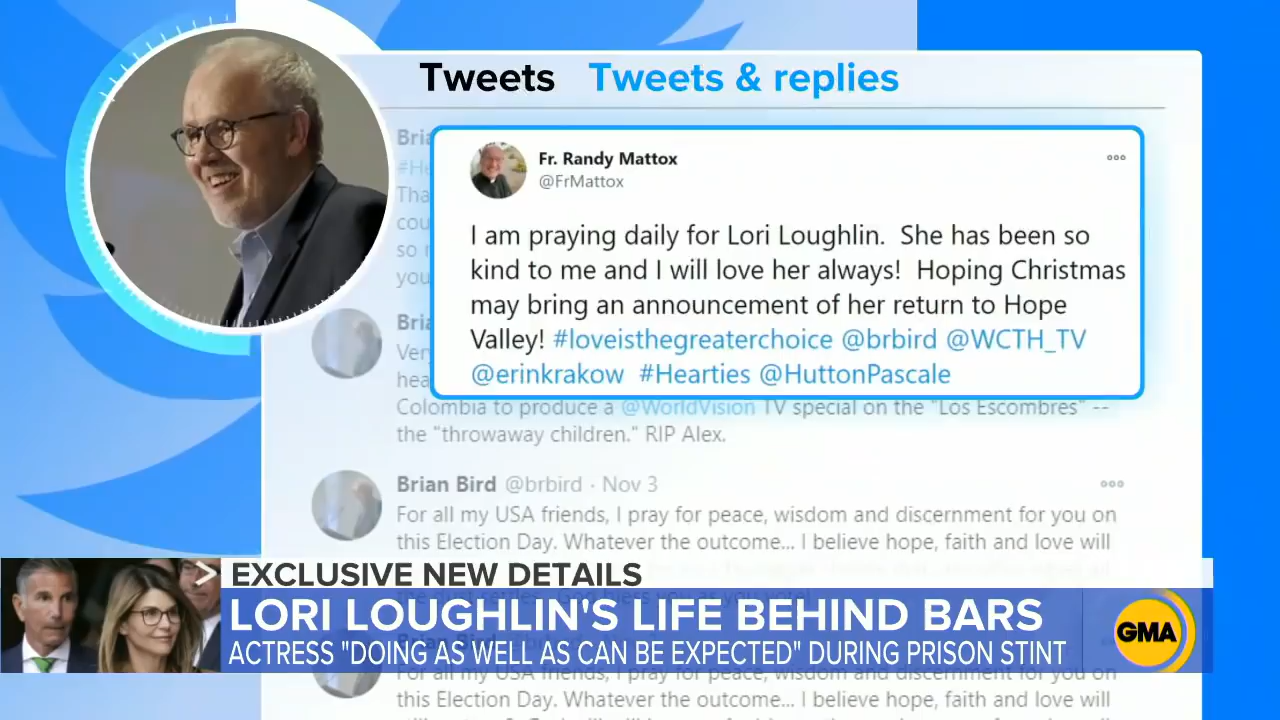 Tweets Tweets & replies
Fr. Randy Mattox
@FrMattox
I am praying daily for Lori Loughlin. She has been so
kind to me and I will love her always! Hoping Christmas
may bring an announcement of her return to Hope
Valley! #loveisthegreaterchoice @brbird @WCTH_TV
@erinkrakow #Hearties @HuttonPascale
Colombia to produce a @WorldVision TV special on the "Los Escombres" --
the "throwaway children." RIP Alex.
Brian Bird @brbird · Nov 3
For all my USA friends, I pray for peace, wisdom and discernment for you on
this Election Day. Whatever the outcome... I believe hope, faith and love will
EXCLUSIVE NEW DETAILS
LORI LOUGHLIN'S LIFE BEHIND BARS
ACTRESS "DOING AS WELL AS CAN BE EXPECTED" DURING PRISON STINT
GMA
For all my USA friends, I pray for peace, wisdom and discernment for you on
this Election Day. Whatever the outcome... I believe hope, faith and love will